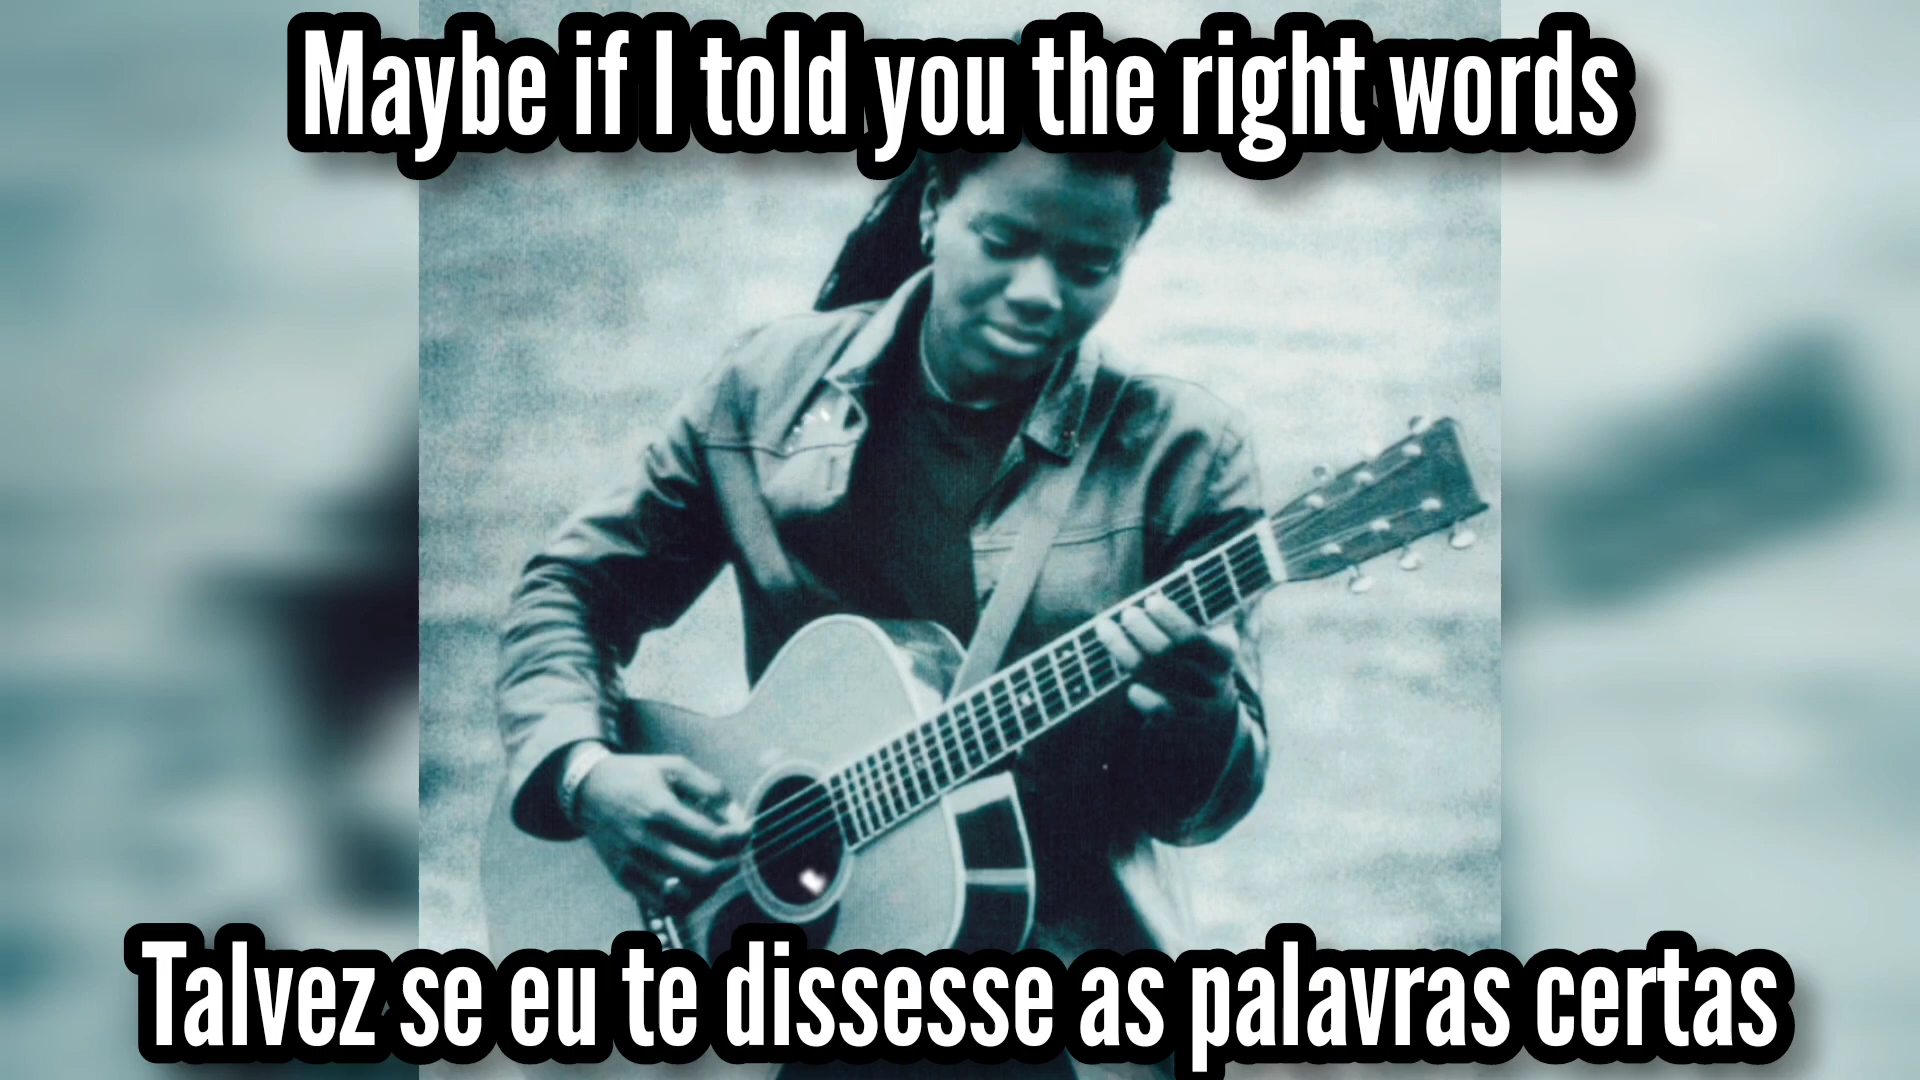 Maybe if I told you the right words
Talvez se eu te dissesse as palavras certas